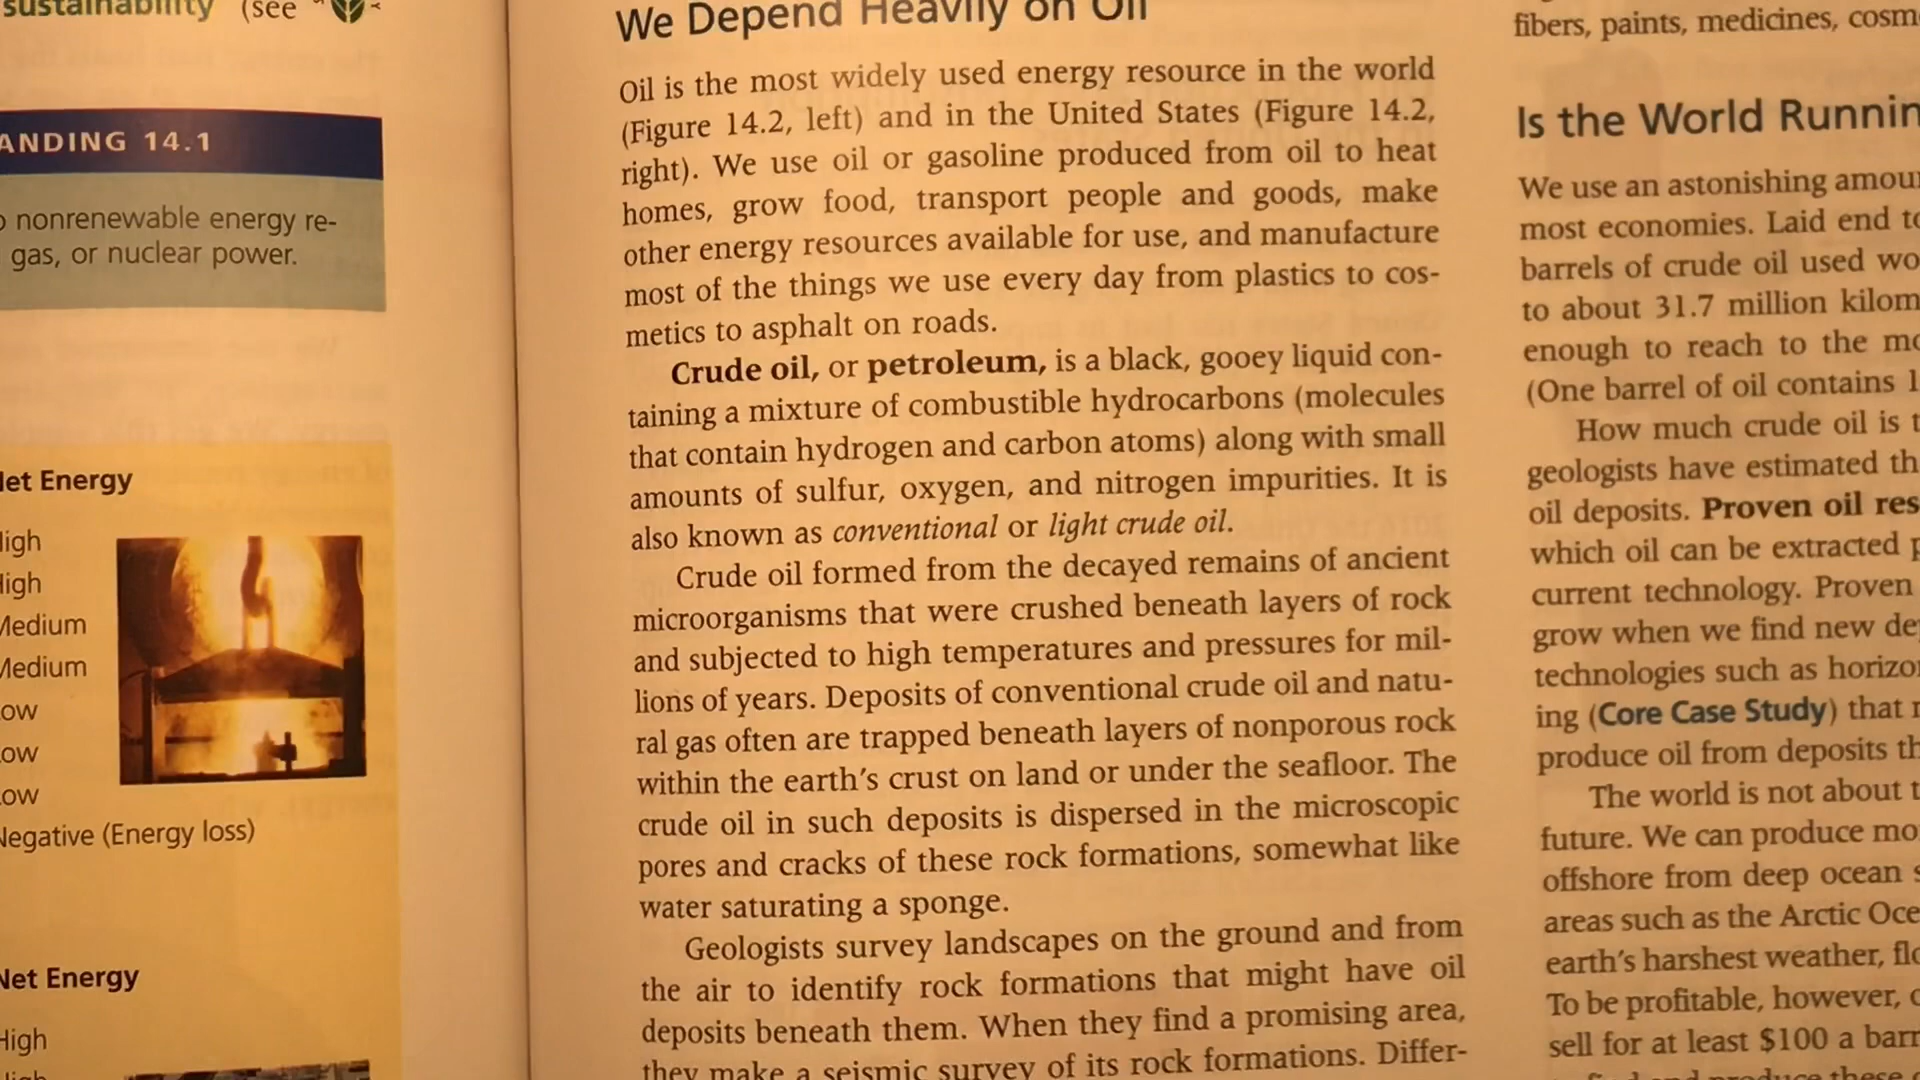 sustainability (see
ANDING 14.1
nonrenewable energy re-
gas, or nuclear power.
Net Energy
High
High
Medium
Medium
Low
Low
Low
Negative (Energy loss)
Net Energy
High
We Depend Heavily on Oil
Oil is the most widely used energy resource in the world
(Figure 14.2, left) and in the United States (Figure 14.2,
right). We use oil or gasoline produced from oil to heat
homes, grow food, transport people and goods, make
other energy resources available for use, and manufacture
most of the things we use every day from plastics to cos-
metics to asphalt on roads.
Crude oil, or petroleum, is a black, gooey liquid con-
taining a mixture of combustible hydrocarbons (molecules
that contain hydrogen and carbon atoms) along with small
amounts of sulfur, oxygen, and nitrogen impurities. It is
also known as conventional or light crude oil.
Crude oil formed from the decayed remains of ancient
microorganisms that were crushed beneath layers of rock
and subjected to high temperatures and pressures for mil-
lions of years. Deposits of conventional crude oil and natu-
ral gas often are trapped beneath layers of nonporous rock
within the earth's crust on land or under the seafloor. The
crude oil in such deposits is dispersed in the microscopic
pores and cracks of these rock formations, somewhat like
water saturating a sponge.
Geologists survey landscapes on the ground and from
the air to identify rock formations that might have oil
deposits beneath them. When they find a promising area,
they make a seismic survey of its rock formations. Differ-
fibers, paints, medicines, cosm
Is the World Runnin
We use an astonishing amou
most economies. Laid end to
barrels of crude oil used wo
to about 31.7 million kilom
enough to reach to the mo
(One barrel of oil contains 1
How much crude oil is t
geologists have estimated th
oil deposits. Proven oil res
which oil can be extracted p
current technology. Proven
grow when we find new de
technologies such as horizo
ing (Core Case Study) that
produce oil from deposits th
The world is not about t
future. We can produce mo
offshore from deep ocean s
areas such as the Arctic Oce
earth's harshest weather, flo
To be profitable, however,
sell for at least $100 a barr